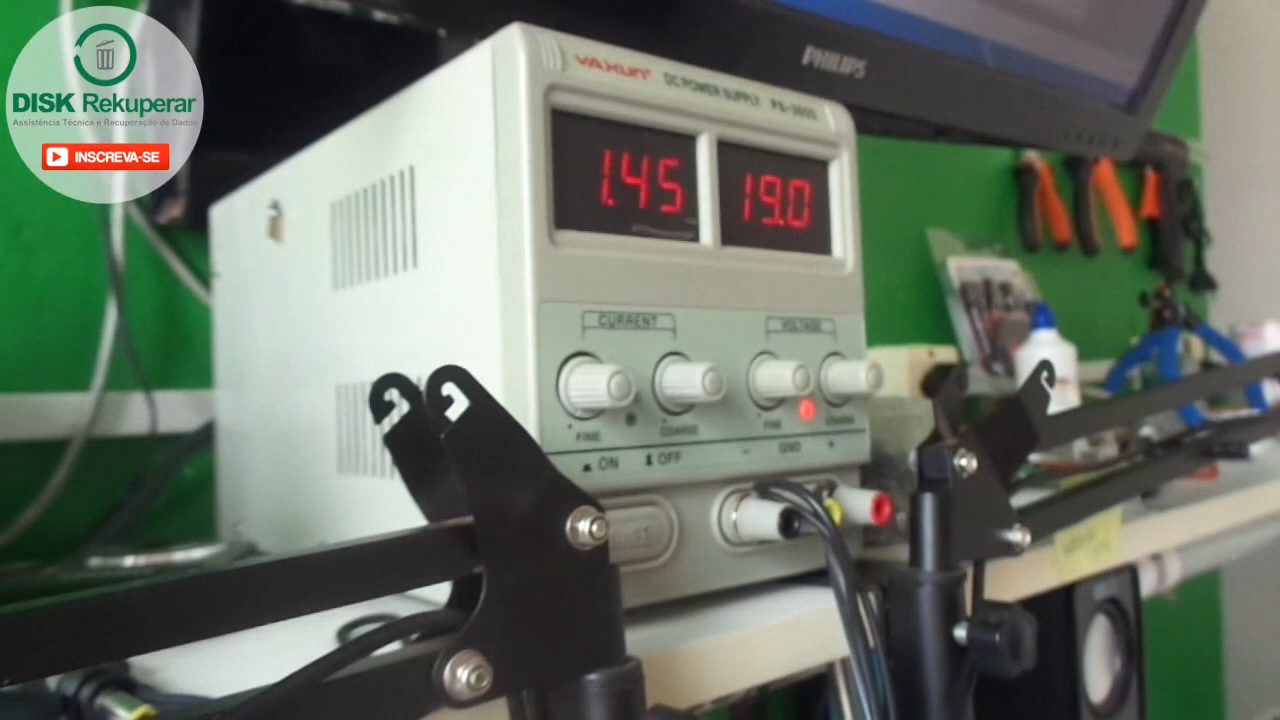 DISK Rekuperar
Assistência Técnica e Recuperação de Dados
INSCREVA-SE
YAXUN DC POWER SUPPLY
PHILIPS
1.45 19.0
CURRENT VOLTAGE
FINE COARSE FINE COARSE
ON OFF - GND +